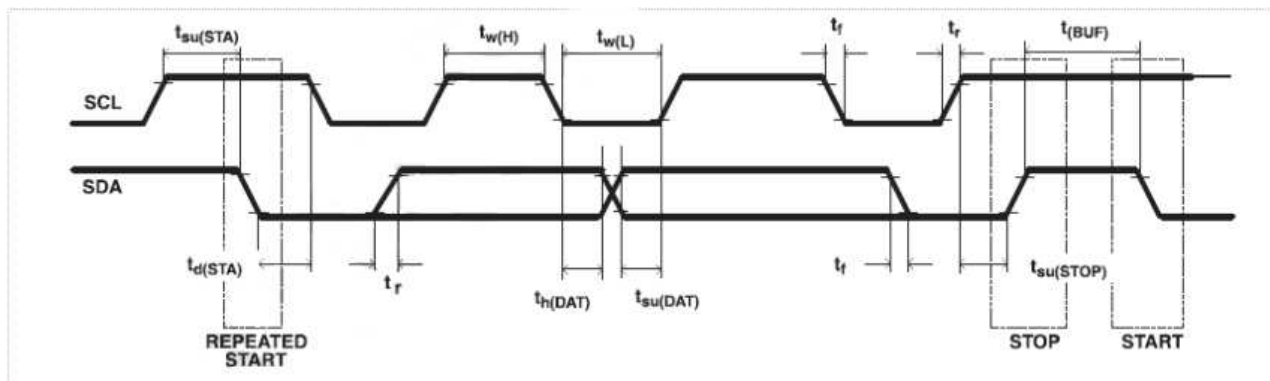 tsu(STA)
tw(H)
tw(L)
tf
tr
t(BUF)
SCL
SDA
td(STA)
tr
th(DAT)
tsu(DAT)
tf
tsu(STOP)
REPEATED
START
STOP
START